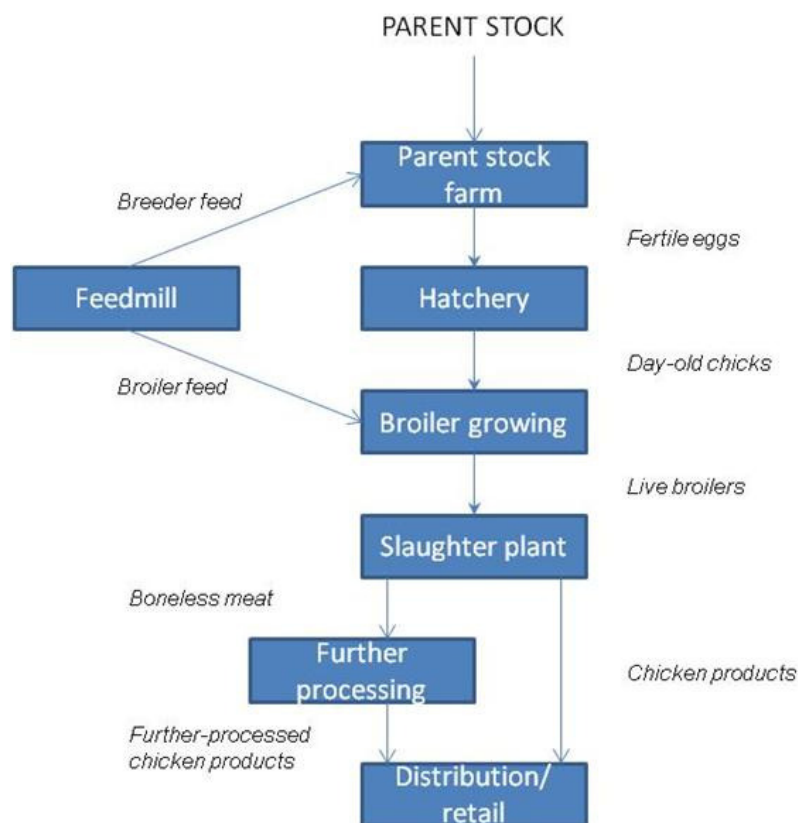 PARENT STOCK
Parent stock
farm
Breeder feed
Fertile eggs
Feedmill
Hatchery
Day-old chicks
Broiler feed
Broiler growing
Live broilers
Slaughter plant
Boneless meat
Further
processing
Chicken products
Further-processed
chicken products
Distribution/
retail